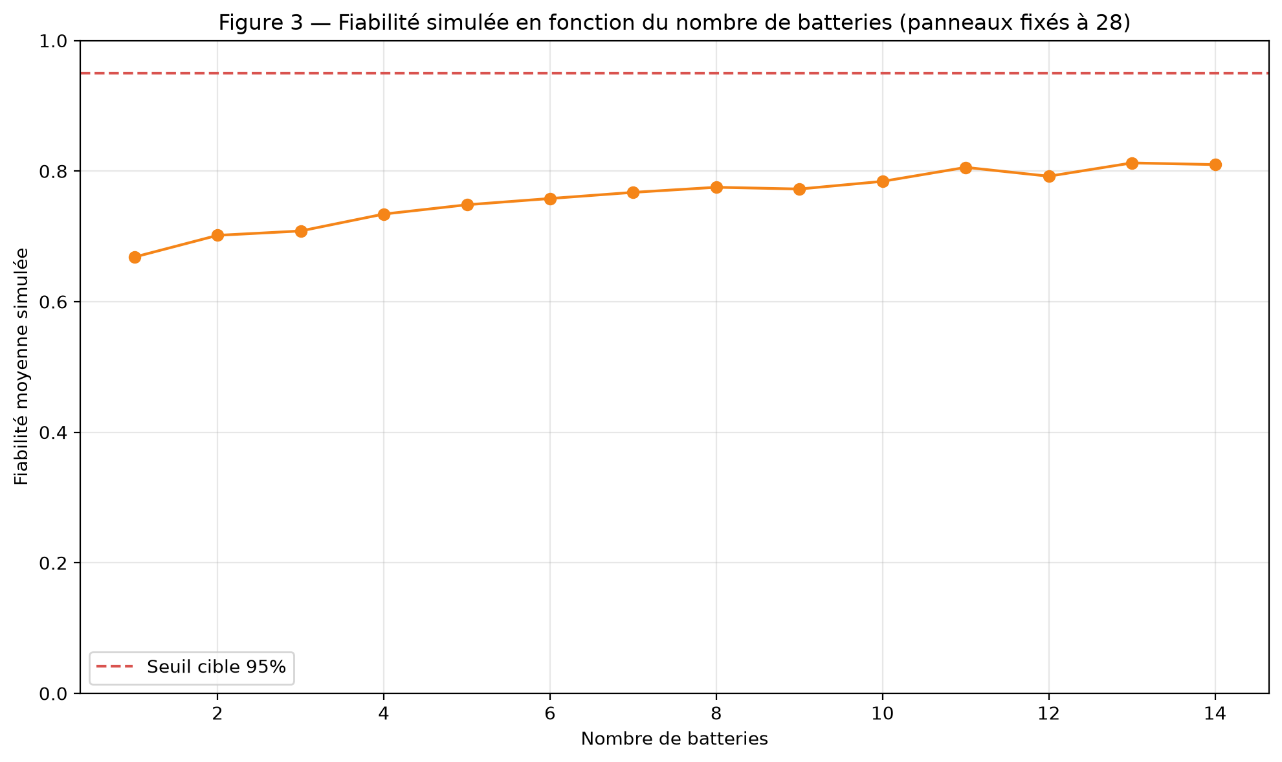 Figure 3 — Fiabilité simulée en fonction du nombre de batteries (panneaux fixés à 28)
Fiabilité moyenne simulée
1.0
0.8
0.6
0.4
0.2
0.0
Seuil cible 95%
2 4 6 8 10 12 14
Nombre de batteries